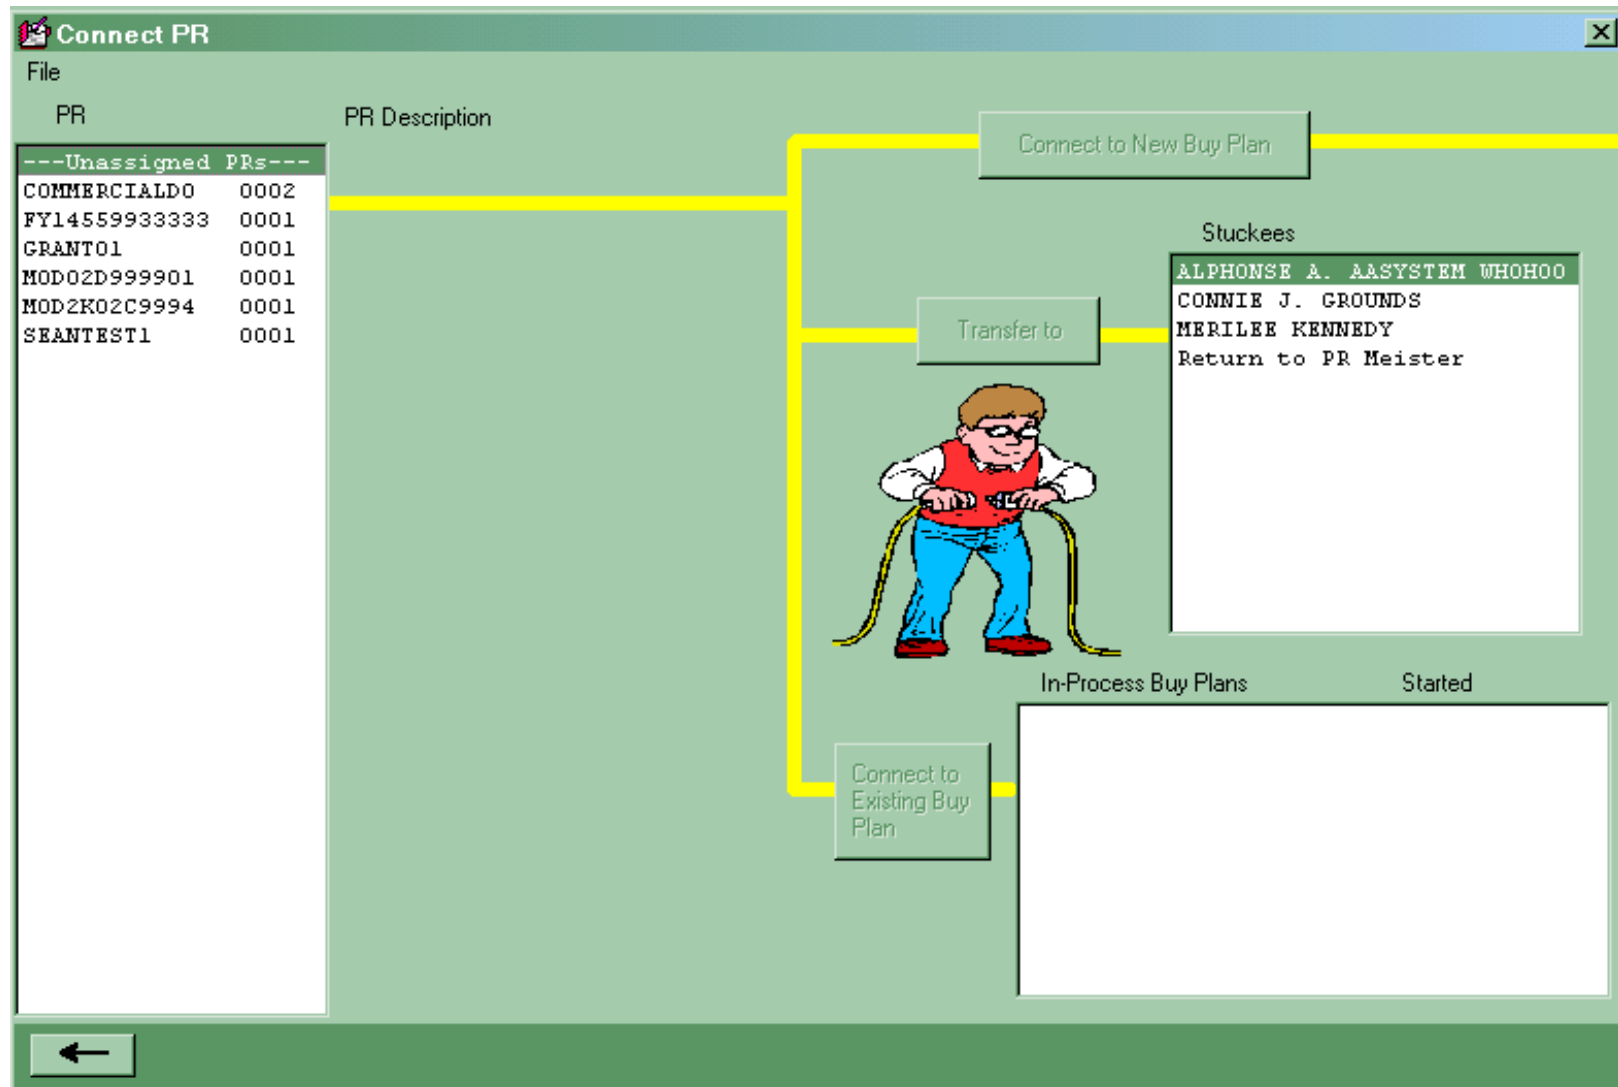 Connect PR
File
PR
PR Description
---Unassigned PRs---
COMMERCIALDO 0002
FY14559933333 0001
GRANT01 0001
MOD02D999901 0001
MOD2K02C9994 0001
SEANTEST1 0001
Connect to New Buy Plan
Stuckees
ALPHONSE A. AASYSTEM WHOHOO
CONNIE J. GROUNDS
MERILEE KENNEDY
Return to PR Meister
Transfer to
In-Process Buy Plans Started
Connect to
Existing Buy
Plan